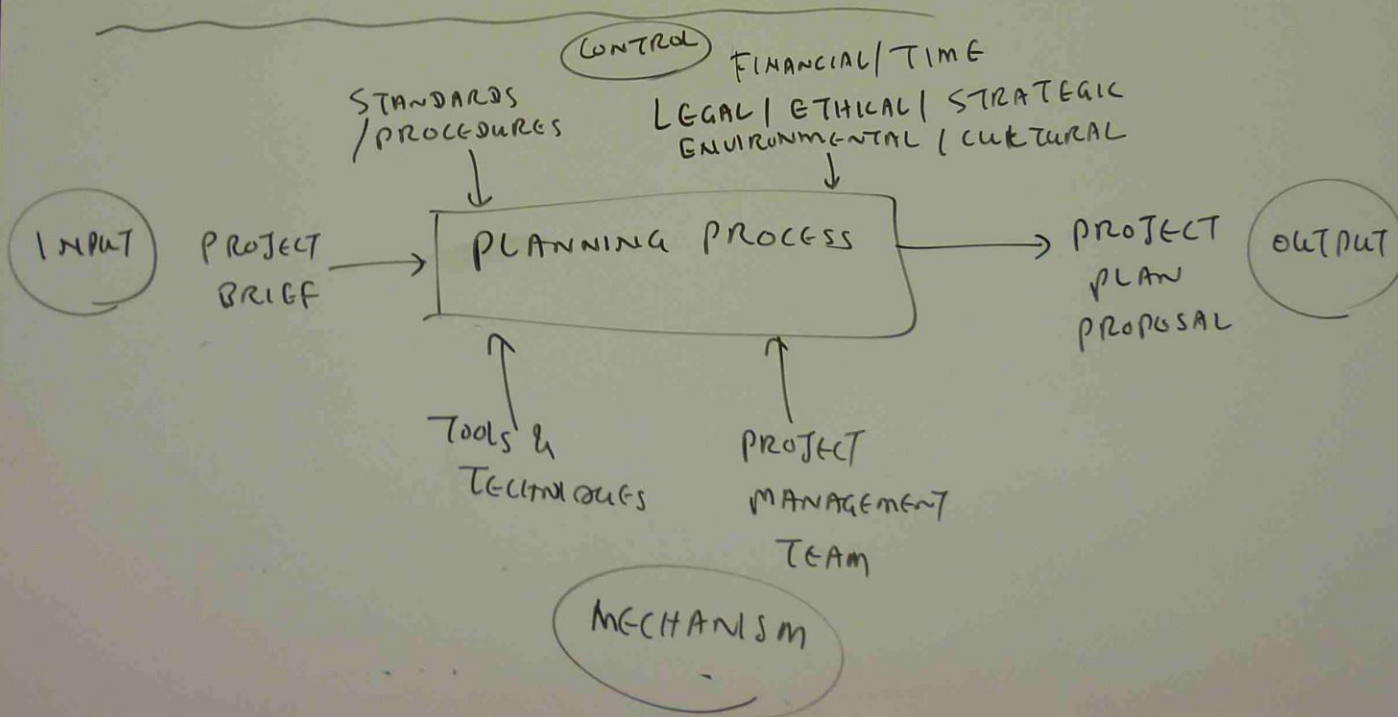 CONTROL
FINANCIAL/TIME
STANDARDS
/PROCEDURES
LEGAL/ETHICAL/STRATEGIC
ENVIRONMENTAL/CULTURAL
INPUT
PROJECT
BRIEF
PLANNING PROCESS
PROJECT
PLAN
PROPOSAL
OUTPUT
TOOLS &
TECHNIQUES
PROJECT
MANAGEMENT
TEAM
MECHANISM